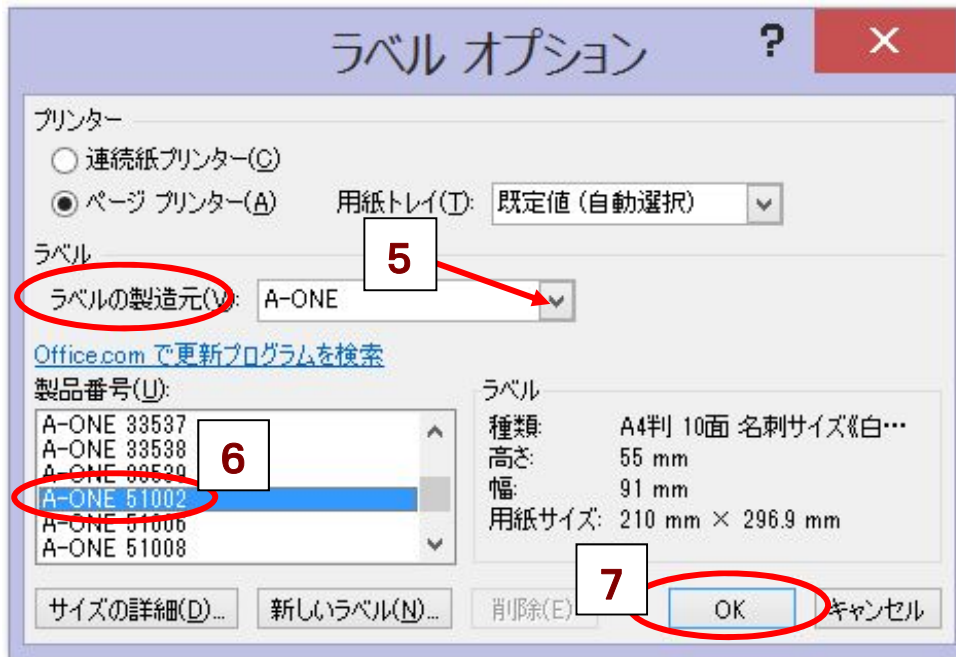 ラベル オプション
?
×
プリンター
連続紙プリンター(C)
ページ プリンター(A) 用紙トレイ(T): 既定値 (自動選択)
ラベル
5
ラベルの製造元(V): A-ONE
Office.com で更新プログラムを検索
製品番号(U):
A-ONE 33537
A-ONE 33538
A-ONE 33539
A-ONE 51002
A-ONE 51006
A-ONE 51008
6
ラベル
種類: A4判 10面 名刺サイズ《白…
高さ: 55 mm
幅: 91 mm
用紙サイズ: 210 mm × 296.9 mm
7
サイズの詳細(D)... 新しいラベル(N)... 削除(E) OK キャンセル